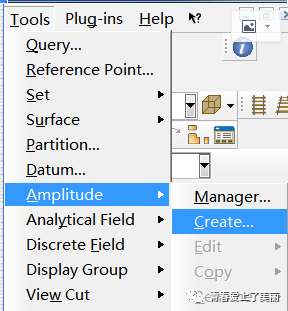 Tools Plug-ins Help
Query...
Reference Point...
Set
Surface
Partition...
Datum...
Amplitude
Manager...
Analytical Field
Create...
Discrete Field
Edit
Display Group
Copy
View Cut